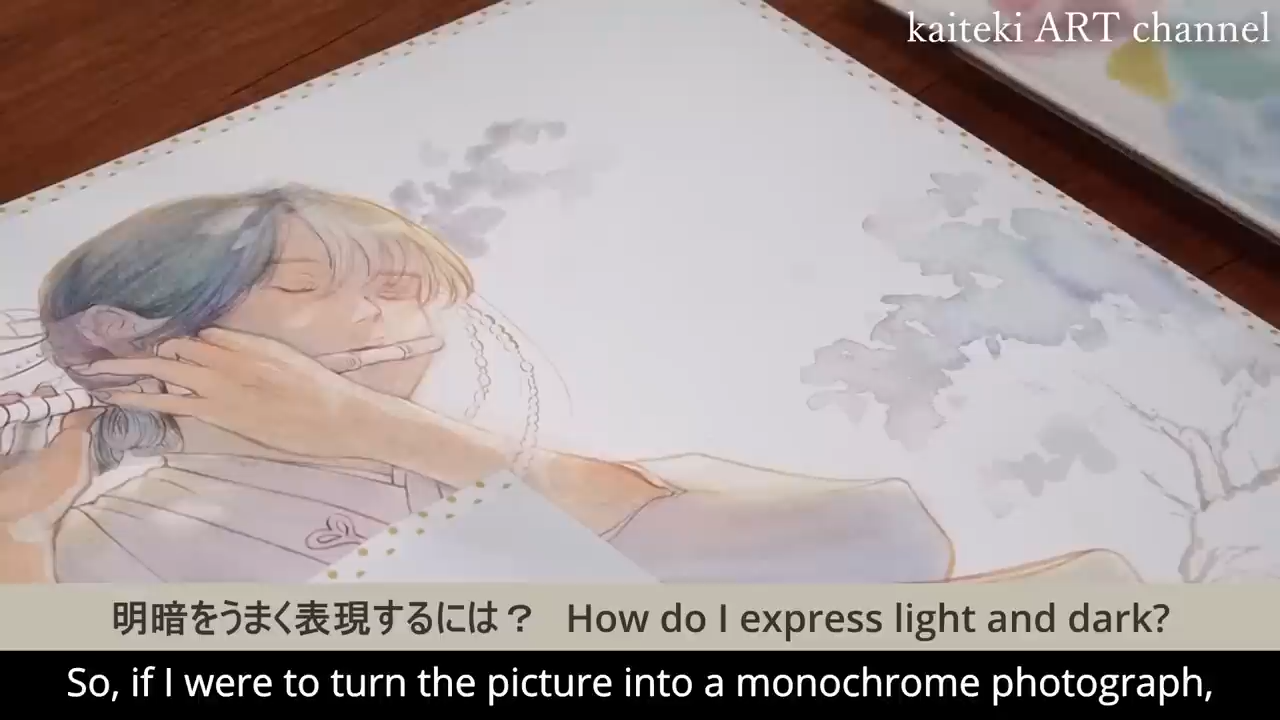 kaiteki ART channel
明暗をうまく表現するには？ How do I express light and dark?
So, if I were to turn the picture into a monochrome photograph,